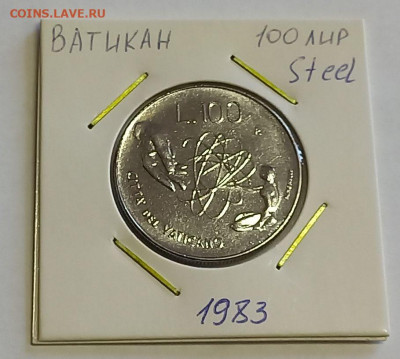 COINS.LAVE.RU
ВАТИКАН
100 лир
Steel
L.100
R
CITTA' DEL VATICANO
1983